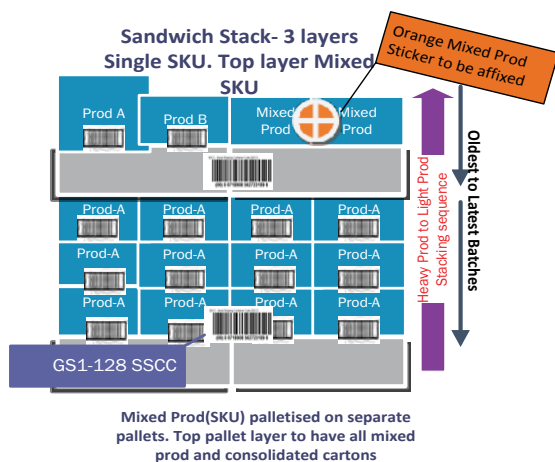 Sandwich Stack- 3 layers
Single SKU. Top layer Mixed
SKU
Orange Mixed Prod
Sticker to be affixed
Prod A
Prod B
Mixed
Prod
Mixed
Prod
Prod-A
Prod-A
Prod-A
Prod-A
Prod-A
Prod-A
Prod-A
Prod-A
Prod-A
Prod-A
Prod-A
Prod-A
GS1-128 SSCC
Heavy Prod to Light Prod
Stacking sequence
Oldest to Latest Batches
Mixed Prod(SKU) palletised on separate
pallets. Top pallet layer to have all mixed
prod and consolidated cartons